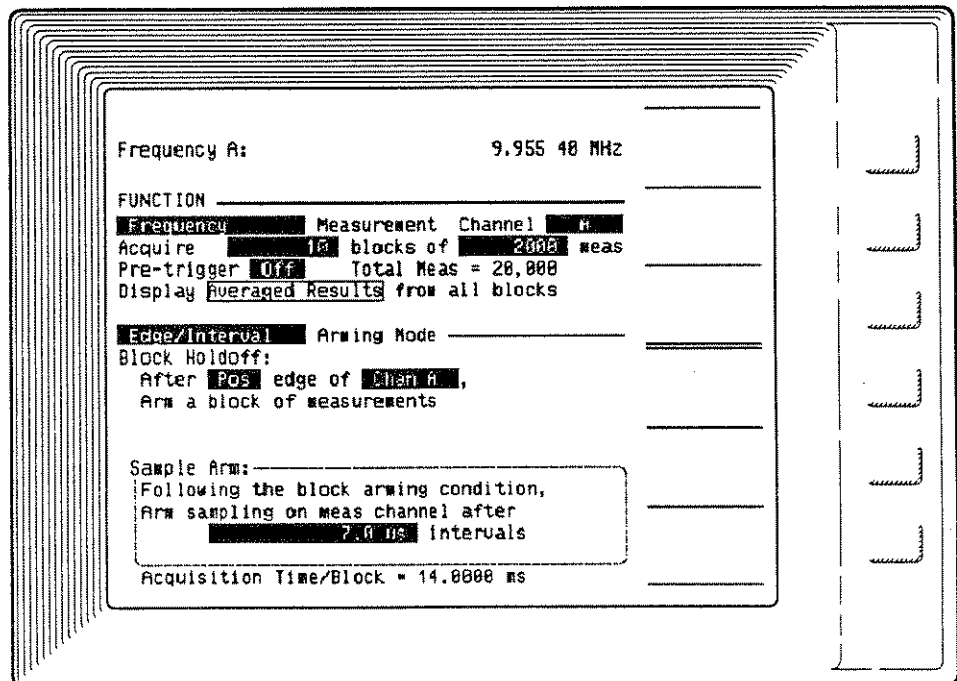 Frequency A: 9.955 40 MHz
FUNCTION
Frequency Measurement Channel A
Acquire 10 blocks of 2000 meas
Pre-trigger Off Total Meas = 20,000
Display Averaged Results from all blocks
Edge/Interval Arming Mode
Block Holdoff:
After Pos edge of Chan A ,
Arm a block of measurements
Sample Arm:
Following the block arming condition,
Arm sampling on meas channel after
7.0 us intervals
Acquisition Time/Block = 14.0000 ms